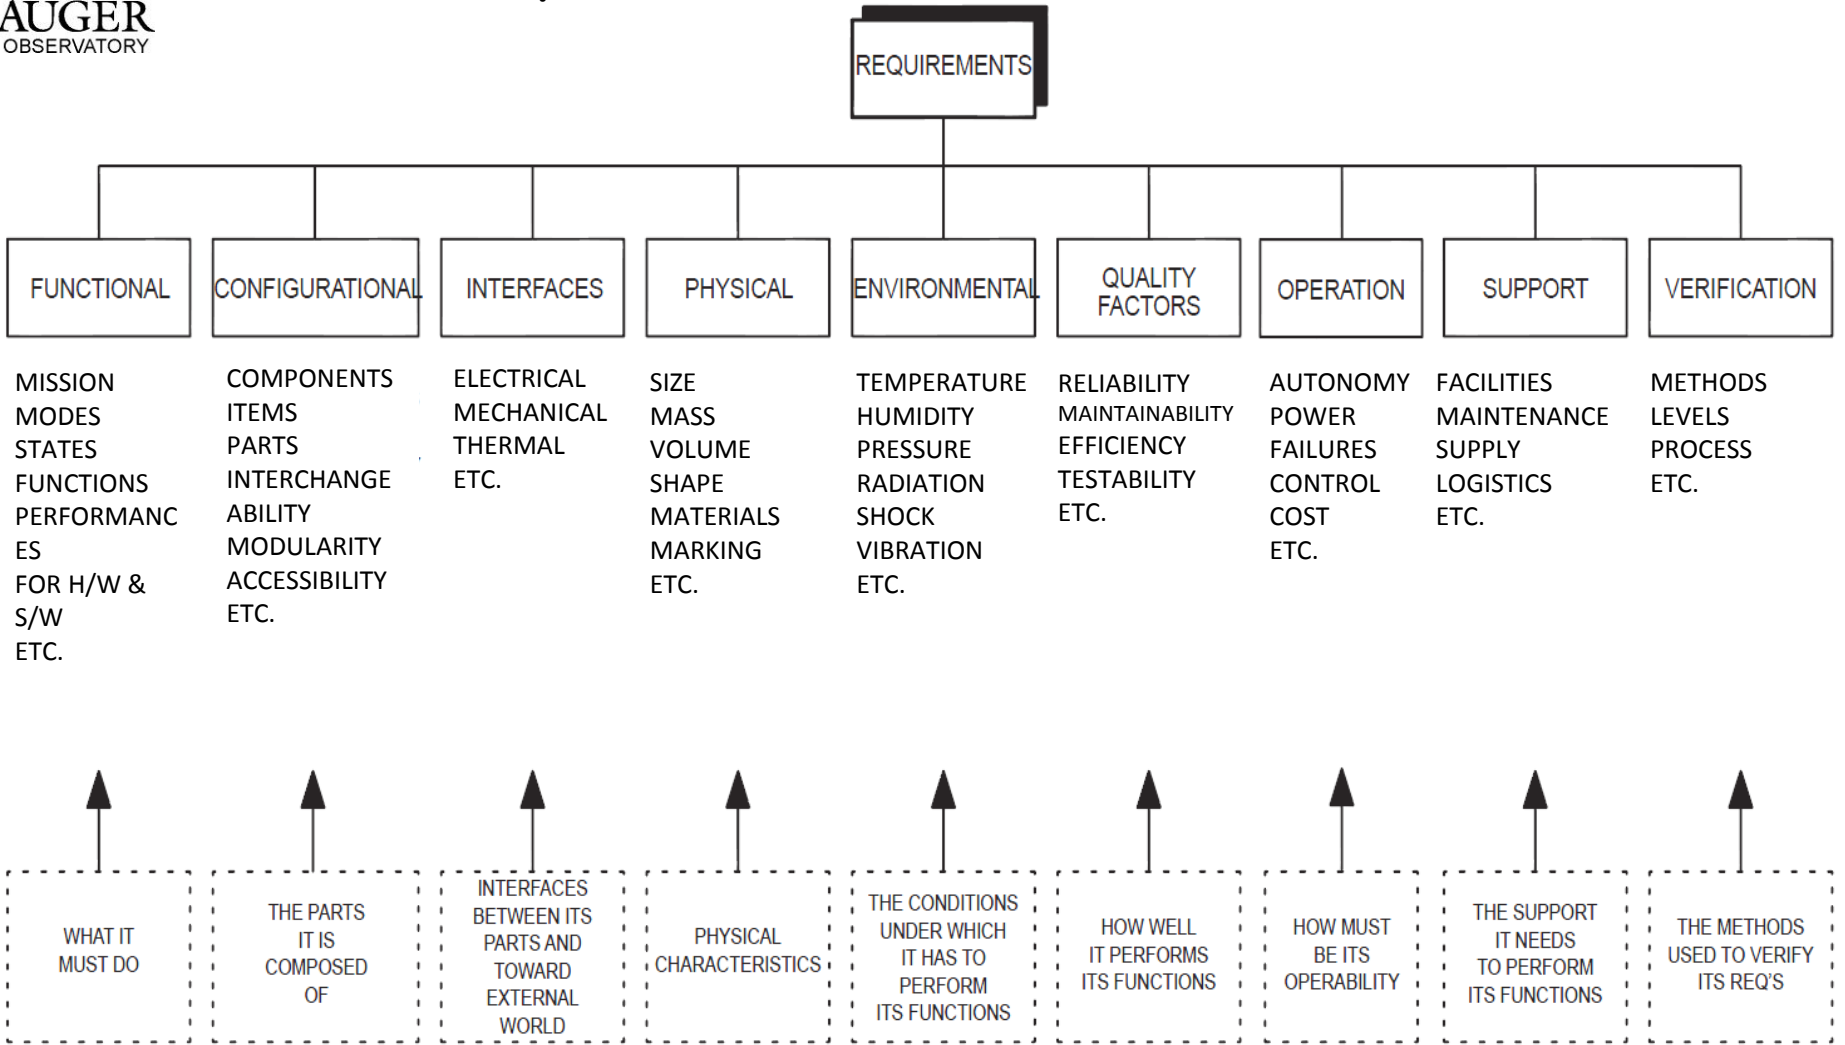 AUGER
OBSERVATORY
REQUIREMENTS
FUNCTIONAL
CONFIGURATIONAL
INTERFACES
PHYSICAL
ENVIRONMENTAL
QUALITY
FACTORS
OPERATION
SUPPORT
VERIFICATION
MISSION
MODES
STATES
FUNCTIONS
PERFORMANC
ES
FOR H/W &
S/W
ETC.
COMPONENTS
ITEMS
PARTS
INTERCHANGE
ABILITY
MODULARITY
ACCESSIBILITY
ETC.
ELECTRICAL
MECHANICAL
THERMAL
ETC.
SIZE
MASS
VOLUME
SHAPE
MATERIALS
MARKING
ETC.
TEMPERATURE
HUMIDITY
PRESSURE
RADIATION
SHOCK
VIBRATION
ETC.
RELIABILITY
MAINTAINABILITY
EFFICIENCY
TESTABILITY
ETC.
AUTONOMY
POWER
FAILURES
CONTROL
COST
ETC.
FACILITIES
MAINTENANCE
SUPPLY
LOGISTICS
ETC.
METHODS
LEVELS
PROCESS
ETC.
WHAT IT
MUST DO
THE PARTS
IT IS
COMPOSED
OF
INTERFACES
BETWEEN ITS
PARTS AND
TOWARD
EXTERNAL
WORLD
PHYSICAL
CHARACTERISTICS
THE CONDITIONS
UNDER WHICH
IT HAS TO
PERFORM
ITS FUNCTIONS
HOW WELL
IT PERFORMS
ITS FUNCTIONS
HOW MUST
BE ITS
OPERABILITY
THE SUPPORT
IT NEEDS
TO PERFORM
ITS FUNCTIONS
THE METHODS
USED TO VERIFY
ITS REQ'S